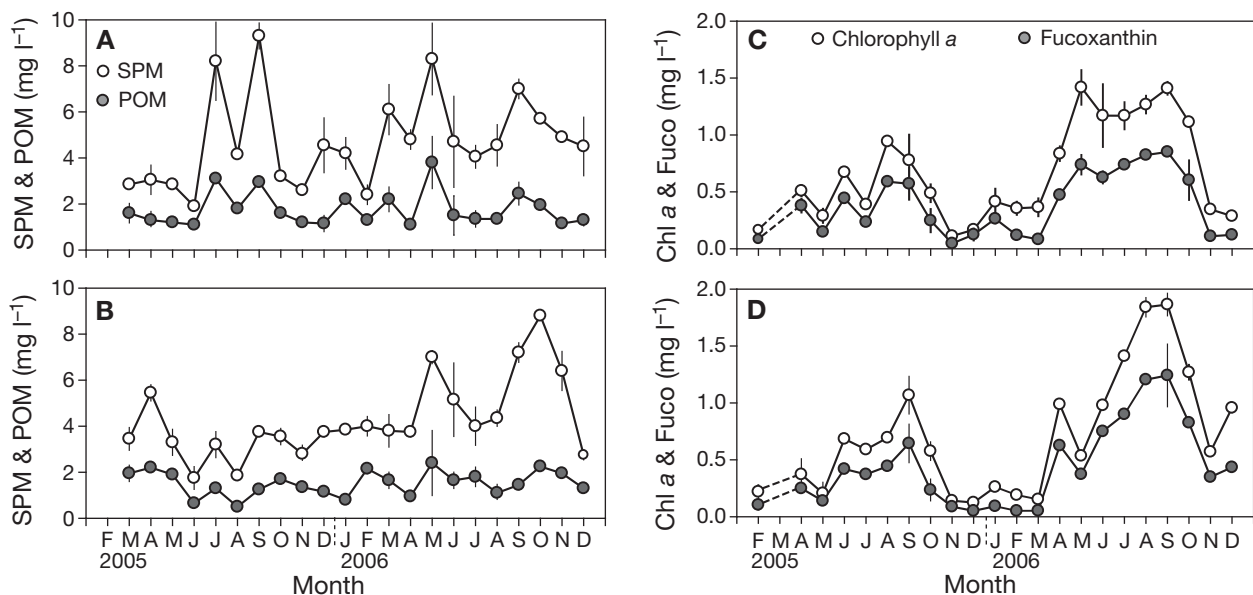 A
SPM & POM (mg l⁻¹)
10
8
6
4
2
0
SPM
POM
B
SPM & POM (mg l⁻¹)
10
8
6
4
2
0
F M A M J J A S O N D J F M A M J J A S O N D
2005 2006
Month
C
Chlorophyll a Fucoxanthin
Chl a & Fuco (mg l⁻¹)
2.0
1.5
1.0
0.5
0.0
F M A M J J A S O N D J F M A M J J A S O N D
D
Chl a & Fuco (mg l⁻¹)
2.0
1.5
1.0
0.5
0.0
F M A M J J A S O N D J F M A M J J A S O N D
2005 2006
Month